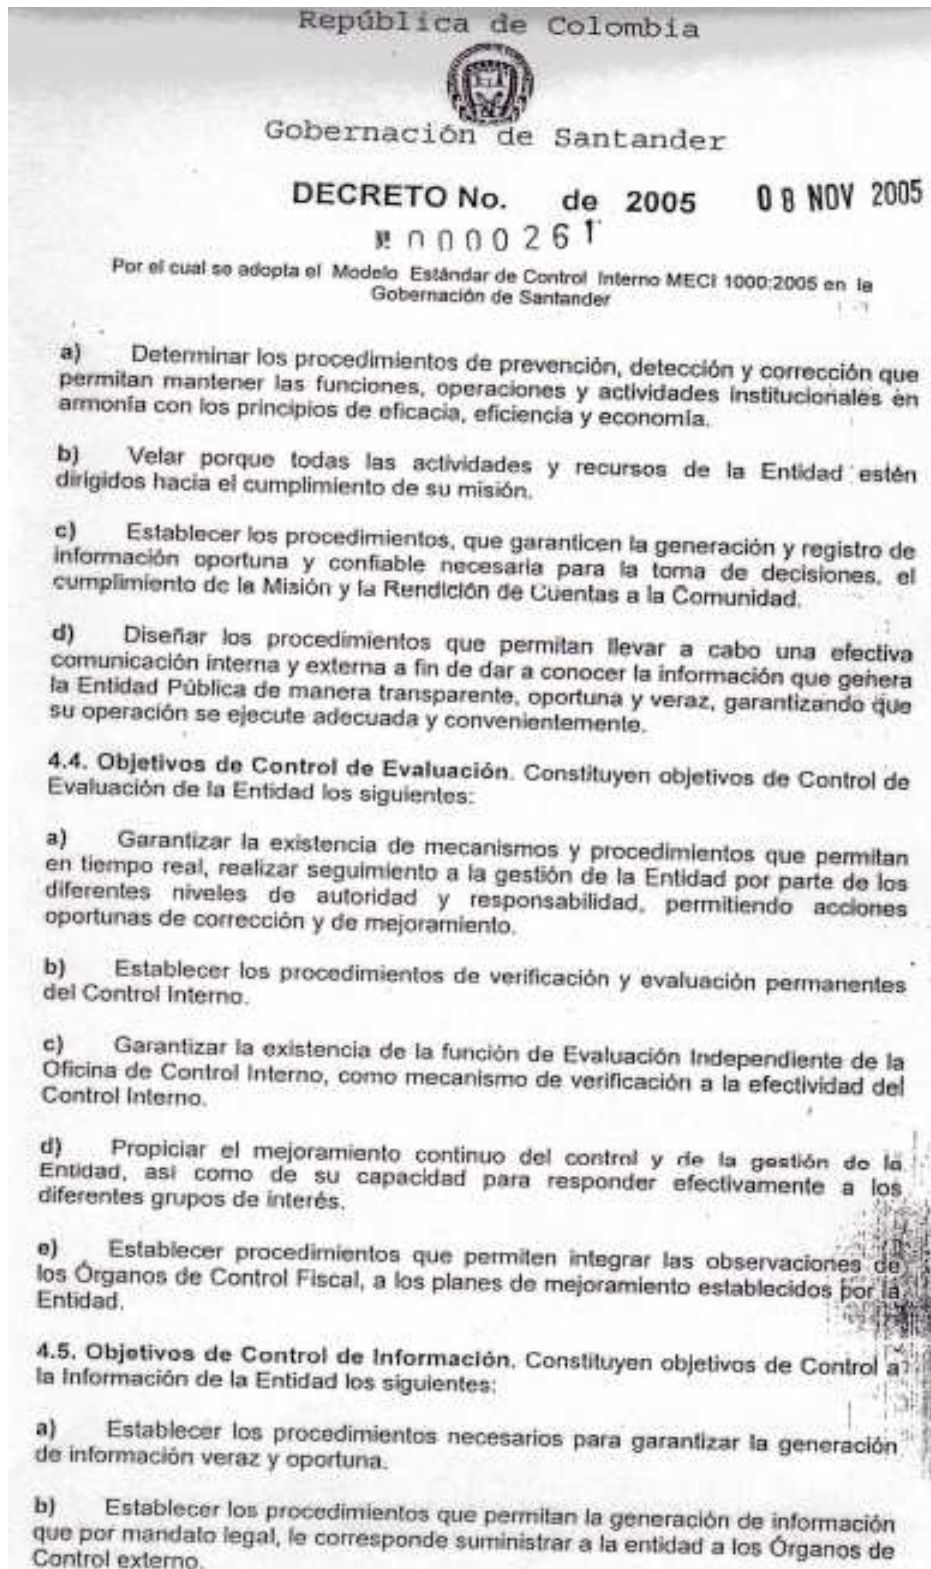 República de Colombia
Gobernación de Santander
DECRETO No. de 2005 08 NOV 2005
№ 0000261
Por el cual se adopta el Modelo Estándar de Control Interno MECI 1000:2005 en la
Gobernación de Santander
a) Determinar los procedimientos de prevención, detección y corrección que
permitan mantener las funciones, operaciones y actividades institucionales en
armonía con los principios de eficacia, eficiencia y economía.
b) Velar porque todas las actividades y recursos de la Entidad estén
dirigidos hacia el cumplimiento de su misión.
c) Establecer los procedimientos, que garanticen la generación y registro de
información oportuna y confiable necesaria para la toma de decisiones, el
cumplimiento de la Misión y la Rendición de Cuentas a la Comunidad.
d) Diseñar los procedimientos que permitan llevar a cabo una efectiva
comunicación interna y externa a fin de dar a conocer la información que genera
la Entidad Pública de manera transparente, oportuna y veraz, garantizando que
su operación se ejecute adecuada y convenientemente.
4.4. Objetivos de Control de Evaluación. Constituyen objetivos de Control de
Evaluación de la Entidad los siguientes:
a) Garantizar la existencia de mecanismos y procedimientos que permitan
en tiempo real, realizar seguimiento a la gestión de la Entidad por parte de los
diferentes niveles de autoridad y responsabilidad, permitiendo acciones
oportunas de corrección y de mejoramiento.
b) Establecer los procedimientos de verificación y evaluación permanentes
del Control Interno.
c) Garantizar la existencia de la función de Evaluación Independiente de la
Oficina de Control Interno, como mecanismo de verificación a la efectividad del
Control Interno.
d) Propiciar el mejoramiento continuo del control y de la gestión de la
Entidad, así como de su capacidad para responder efectivamente a los
diferentes grupos de interés.
e) Establecer procedimientos que permiten integrar las observaciones de
los Órganos de Control Fiscal, a los planes de mejoramiento establecidos por la
Entidad.
4.5. Objetivos de Control de Información. Constituyen objetivos de Control a
la Información de la Entidad los siguientes:
a) Establecer los procedimientos necesarios para garantizar la generación
de información veraz y oportuna.
b) Establecer los procedimientos que permitan la generación de información
que por mandato legal, le corresponde suministrar a la entidad a los Órganos de
Control externo.